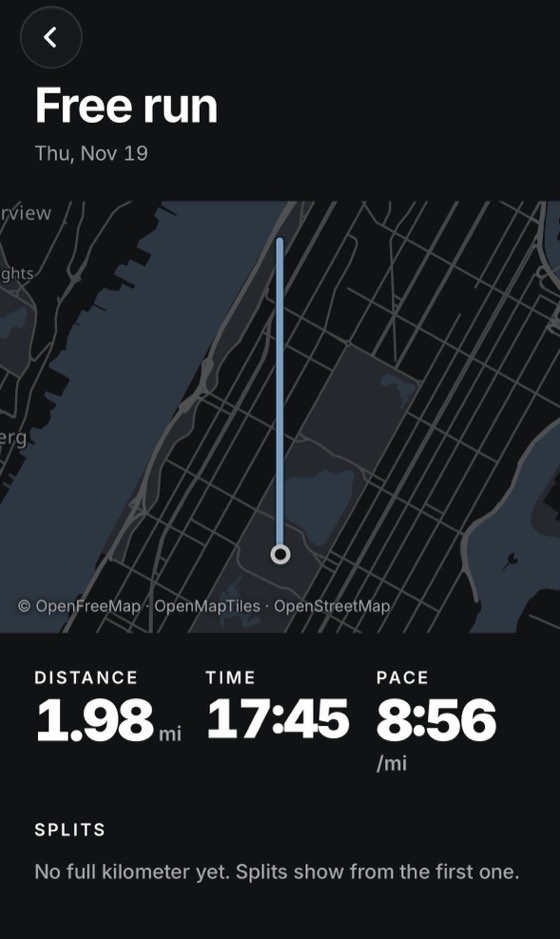 Free run
Thu, Nov 19
rview
ghts
erg
© OpenFreeMap · OpenMapTiles · OpenStreetMap
DISTANCE TIME PACE
1.98 mi 17:45 8:56
/mi
SPLITS
No full kilometer yet. Splits show from the first one.